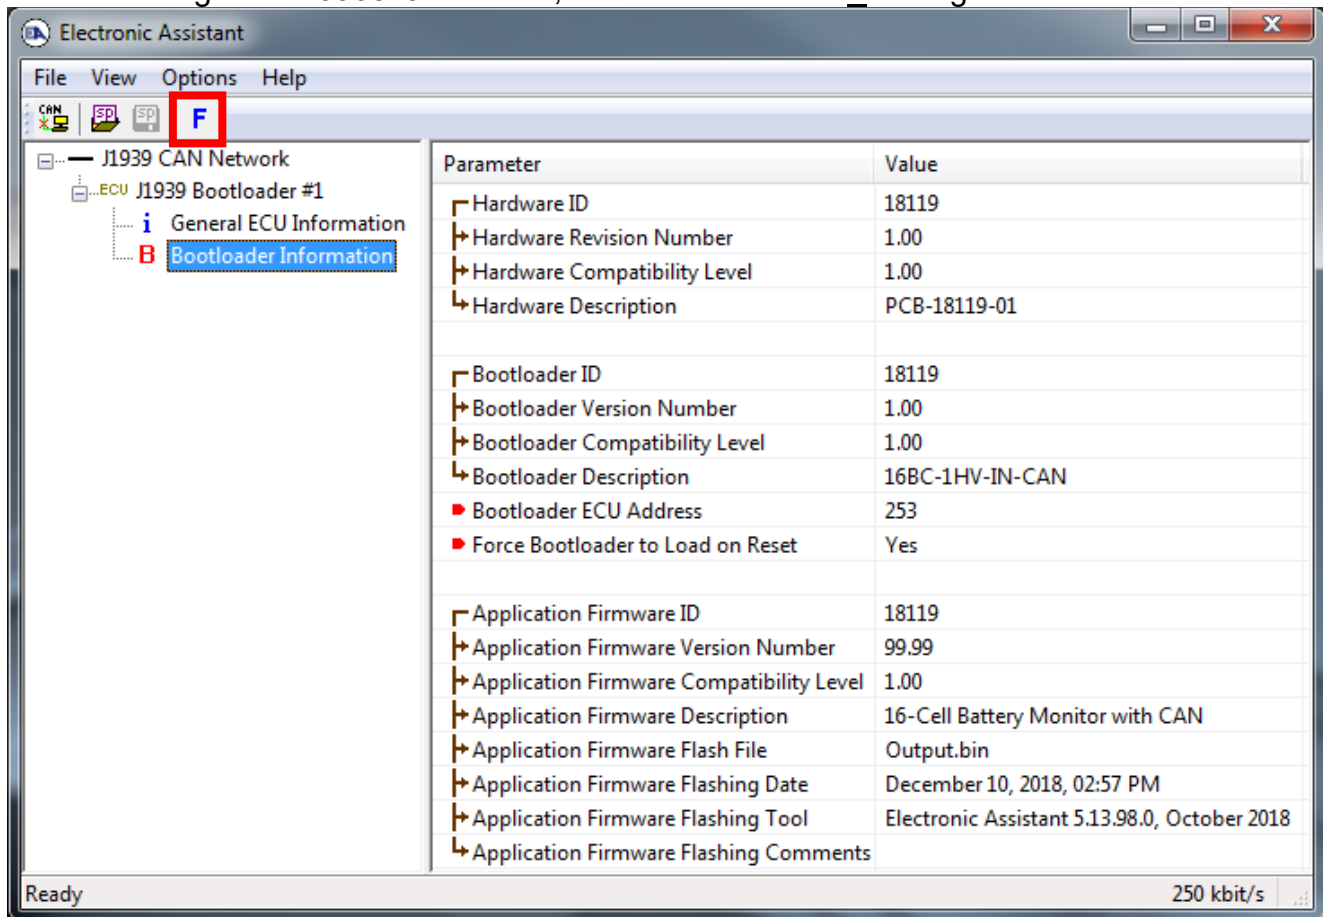 Electronic Assistant
File View Options Help
CAN SP SP F
J1939 CAN Network
ECU J1939 Bootloader #1
i General ECU Information
B Bootloader Information
Parameter Value
Hardware ID 18119
Hardware Revision Number 1.00
Hardware Compatibility Level 1.00
Hardware Description PCB-18119-01
Bootloader ID 18119
Bootloader Version Number 1.00
Bootloader Compatibility Level 1.00
Bootloader Description 16BC-1HV-IN-CAN
Bootloader ECU Address 253
Force Bootloader to Load on Reset Yes
Application Firmware ID 18119
Application Firmware Version Number 99.99
Application Firmware Compatibility Level 1.00
Application Firmware Description 16-Cell Battery Monitor with CAN
Application Firmware Flash File Output.bin
Application Firmware Flashing Date December 10, 2018, 02:57 PM
Application Firmware Flashing Tool Electronic Assistant 5.13.98.0, October 2018
Application Firmware Flashing Comments
Ready 250 kbit/s